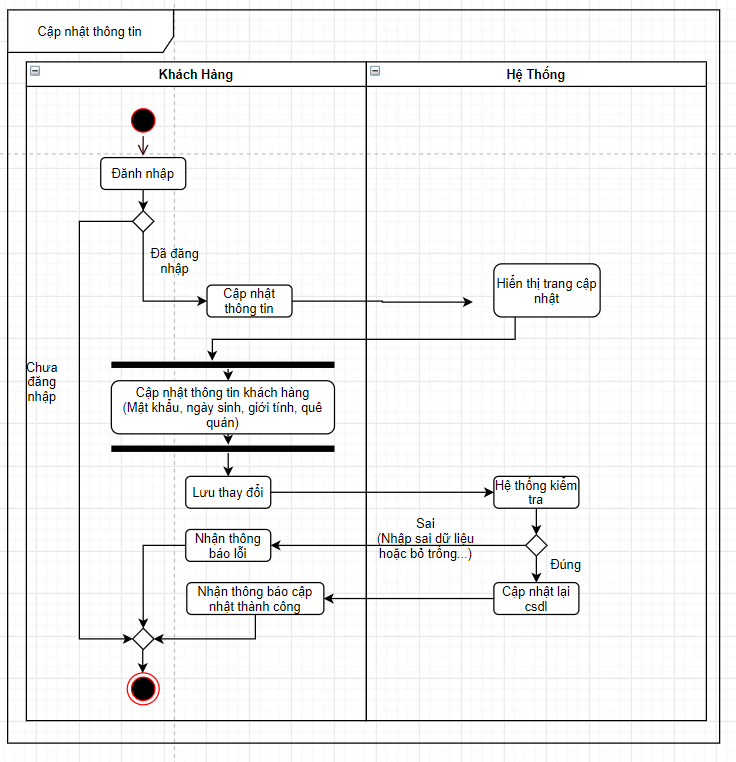 Cập nhật thông tin
Khách Hàng
Hệ Thống
Đănh nhập
Đã đăng
nhập
Cập nhật
thông tin
Hiển thi trang cập
nhật
Chưa
đăng
nhập
Cập nhật thông tin khách hàng
(Mật khẩu, ngày sinh, giới tính, quê
quán)
Lưu thay đổi
Hệ thống kiểm
tra
Sai
(Nhập sai dữ liệu
hoặc bỏ trống...)
Nhận thông
báo lỗi
Đúng
Nhận thông báo cập
nhật thành công
Cập nhật lại
csdl